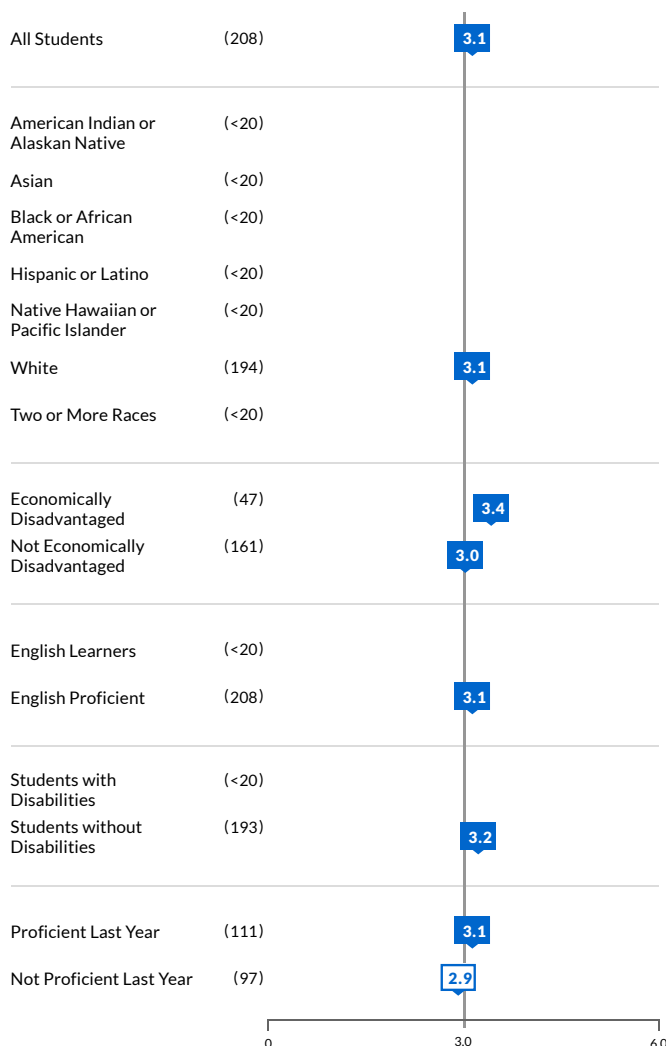 All Students (208) 3.1
American Indian or (<20)
Alaskan Native
Asian (<20)
Black or African (<20)
American
Hispanic or Latino (<20)
Native Hawaiian or (<20)
Pacific Islander
White (194) 3.1
Two or More Races (<20)
Economically (47) 3.4
Disadvantaged
Not Economically (161) 3.0
Disadvantaged
English Learners (<20)
English Proficient (208) 3.1
Students with (<20)
Disabilities
Students without (193) 3.2
Disabilities
Proficient Last Year (111) 3.1
Not Proficient Last Year (97) 2.9
0 3.0 6.0